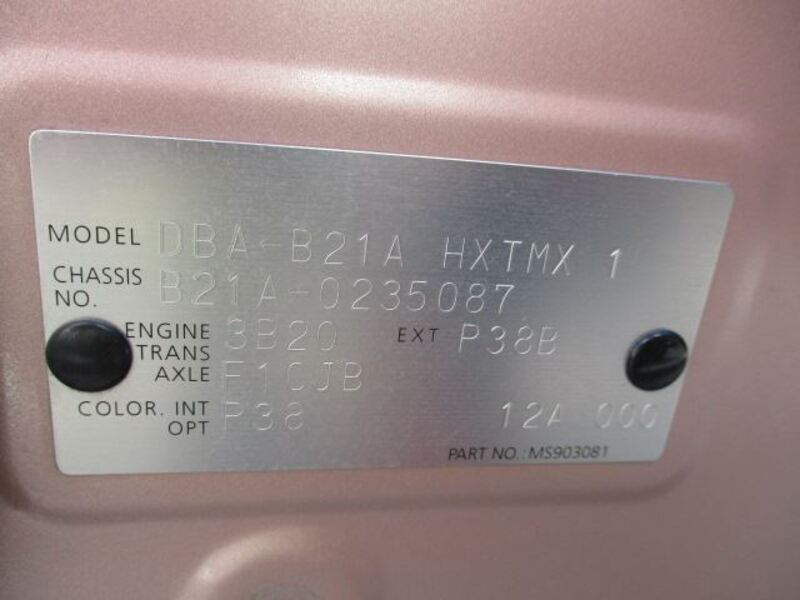 MODEL DBA-B21A HXTMX 1
CHASSIS NO. B21A-0235087
ENGINE 3B20 EXT P38B
TRANS AXLE F1CJB
COLOR. INT OPT P38 12A 000
PART NO.: MS903081